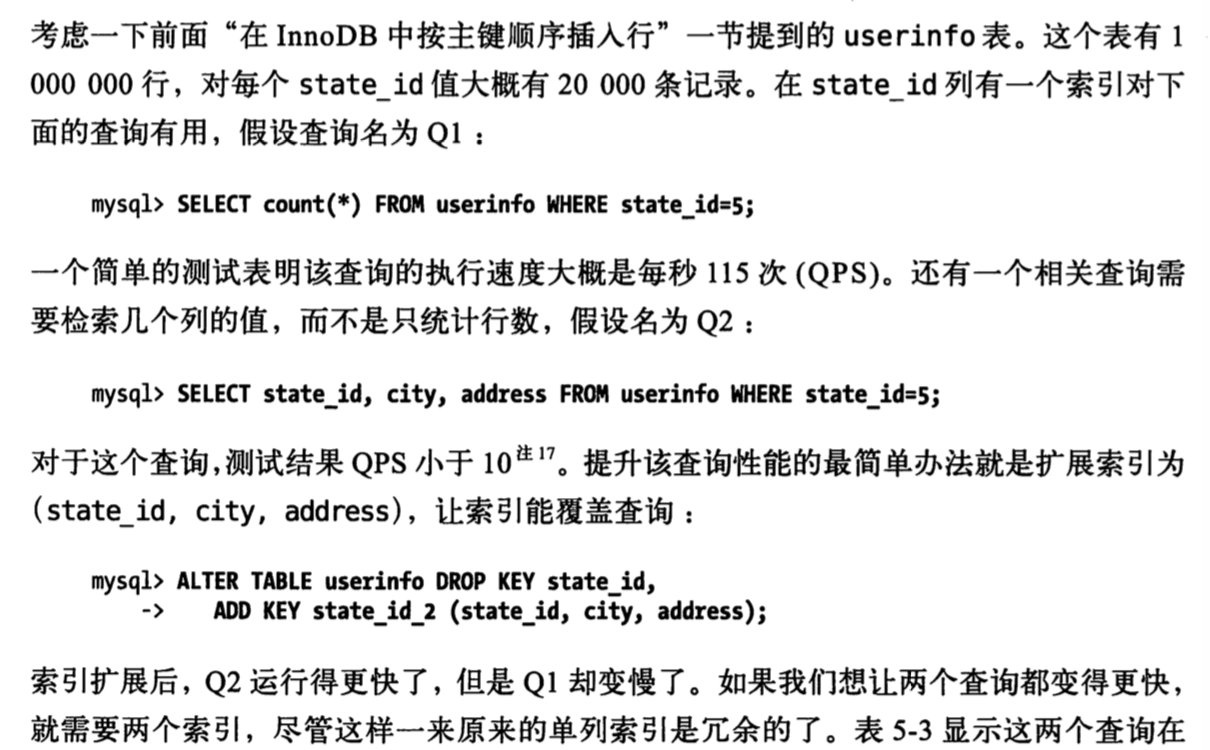 考虑一下前面“在 InnoDB 中按主键顺序插入行”一节提到的 userinfo 表。这个表有 1
000 000 行，对每个 state_id 值大概有 20 000 条记录。在 state_id 列有一个索引对下
面的查询有用，假设查询名为 Q1：
mysql> SELECT count(*) FROM userinfo WHERE state_id=5;
一个简单的测试表明该查询的执行速度大概是每秒 115 次 (QPS)。还有一个相关查询需
要检索几个列的值，而不是只统计行数，假设名为 Q2：
mysql> SELECT state_id, city, address FROM userinfo WHERE state_id=5;
对于这个查询，测试结果 QPS 小于 10注 17。提升该查询性能的最简单办法就是扩展索引为
(state_id, city, address)，让索引能覆盖查询：
mysql> ALTER TABLE userinfo DROP KEY state_id,
-> ADD KEY state_id_2 (state_id, city, address);
索引扩展后，Q2 运行得更快了，但是 Q1 却变慢了。如果我们想让两个查询都变得更快，
就需要两个索引，尽管这样一来原来的单列索引是冗余的了。表 5-3 显示这两个查询在